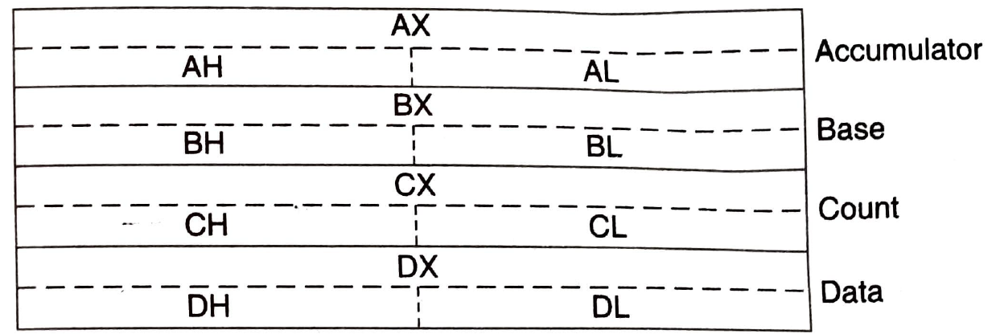 AX
AH AL Accumulator
BX
BH BL Base
CX
CH CL Count
DX
DH DL Data